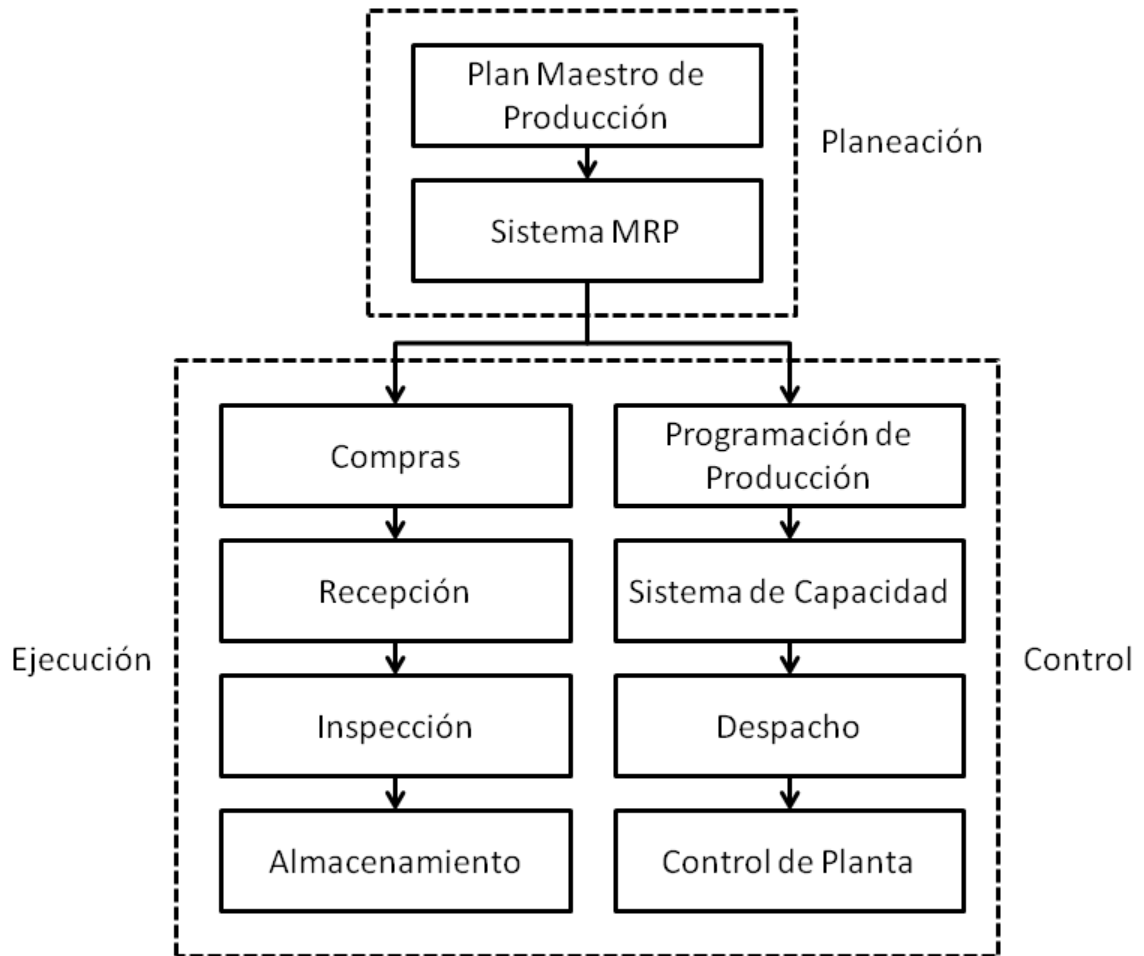 Plan Maestro de
Producción
Planeación
Sistema MRP
Compras
Programación de
Producción
Recepción
Sistema de Capacidad
Ejecución
Control
Inspección
Despacho
Almacenamiento
Control de Planta